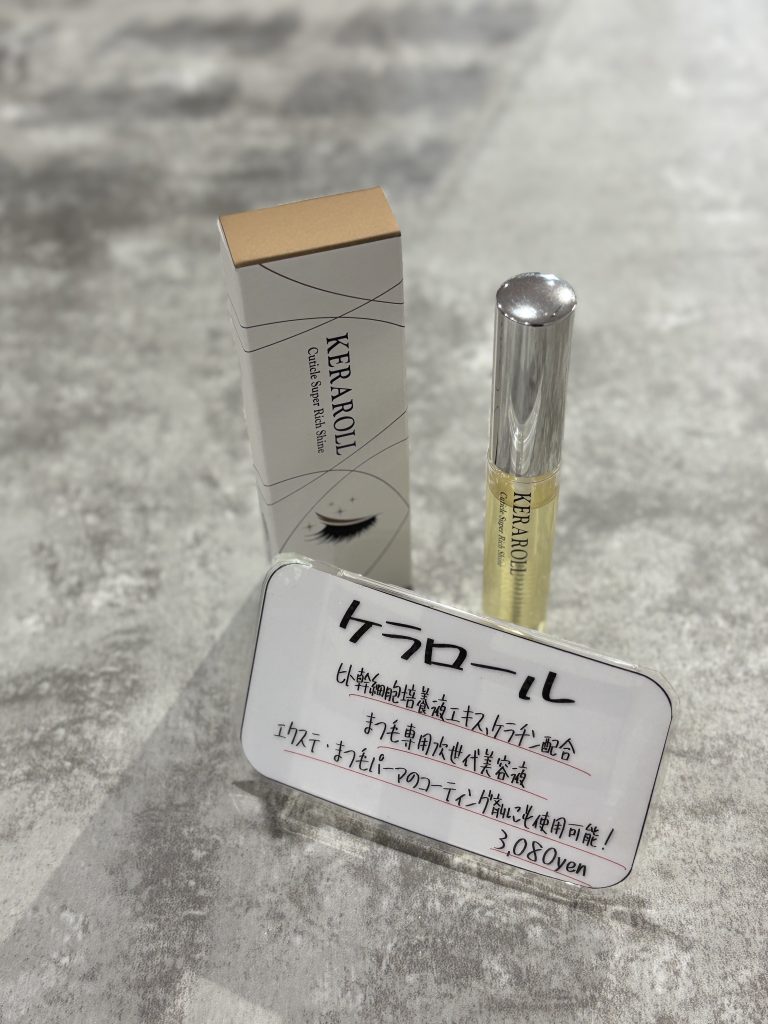 KERAROLL
Cuticle Super Rich Shine
KERAROLL
Cuticle Super Rich Shine
ケラロール
ヒト幹細胞培養液エキス、ケラチン配合
まつ毛専用次世代美容液
エクステ・まつ毛パーマのコーティング剤にも使用可能!
3,080yen